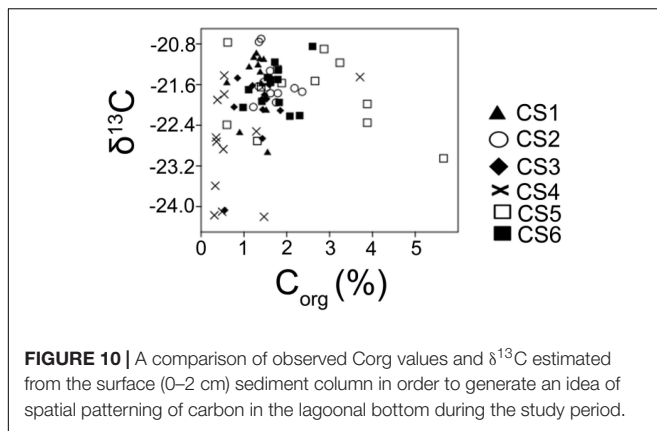 -20.8
-21.6
-22.4
-23.2
-24.0
δ¹³C
0 1 2 3 4 5
Corg (%)
CS1
CS2
CS3
CS4
CS5
CS6
FIGURE 10 | A comparison of observed Corg values and δ¹³C estimated
from the surface (0–2 cm) sediment column in order to generate an idea of
spatial patterning of carbon in the lagoonal bottom during the study period.